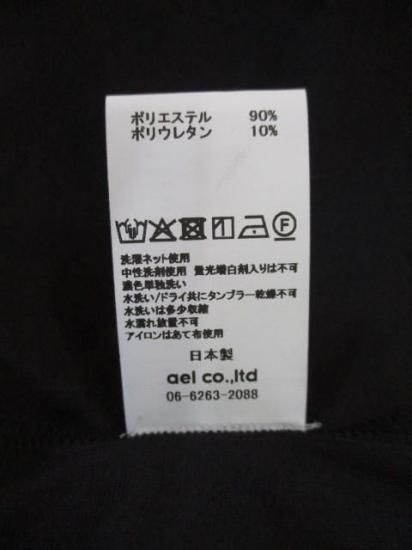 ポリエステル 90%
ポリウレタン 10%
F
洗濯ネット使用
中性洗剤使用 蛍光増白剤入りは不可
濃色単独洗い
水洗い/ドライ共にタンブラー乾燥不可
水洗いは多少収縮
水濡れ放置不可
アイロンはあて布使用
日本製
ael co.,ltd
06-6263-2088